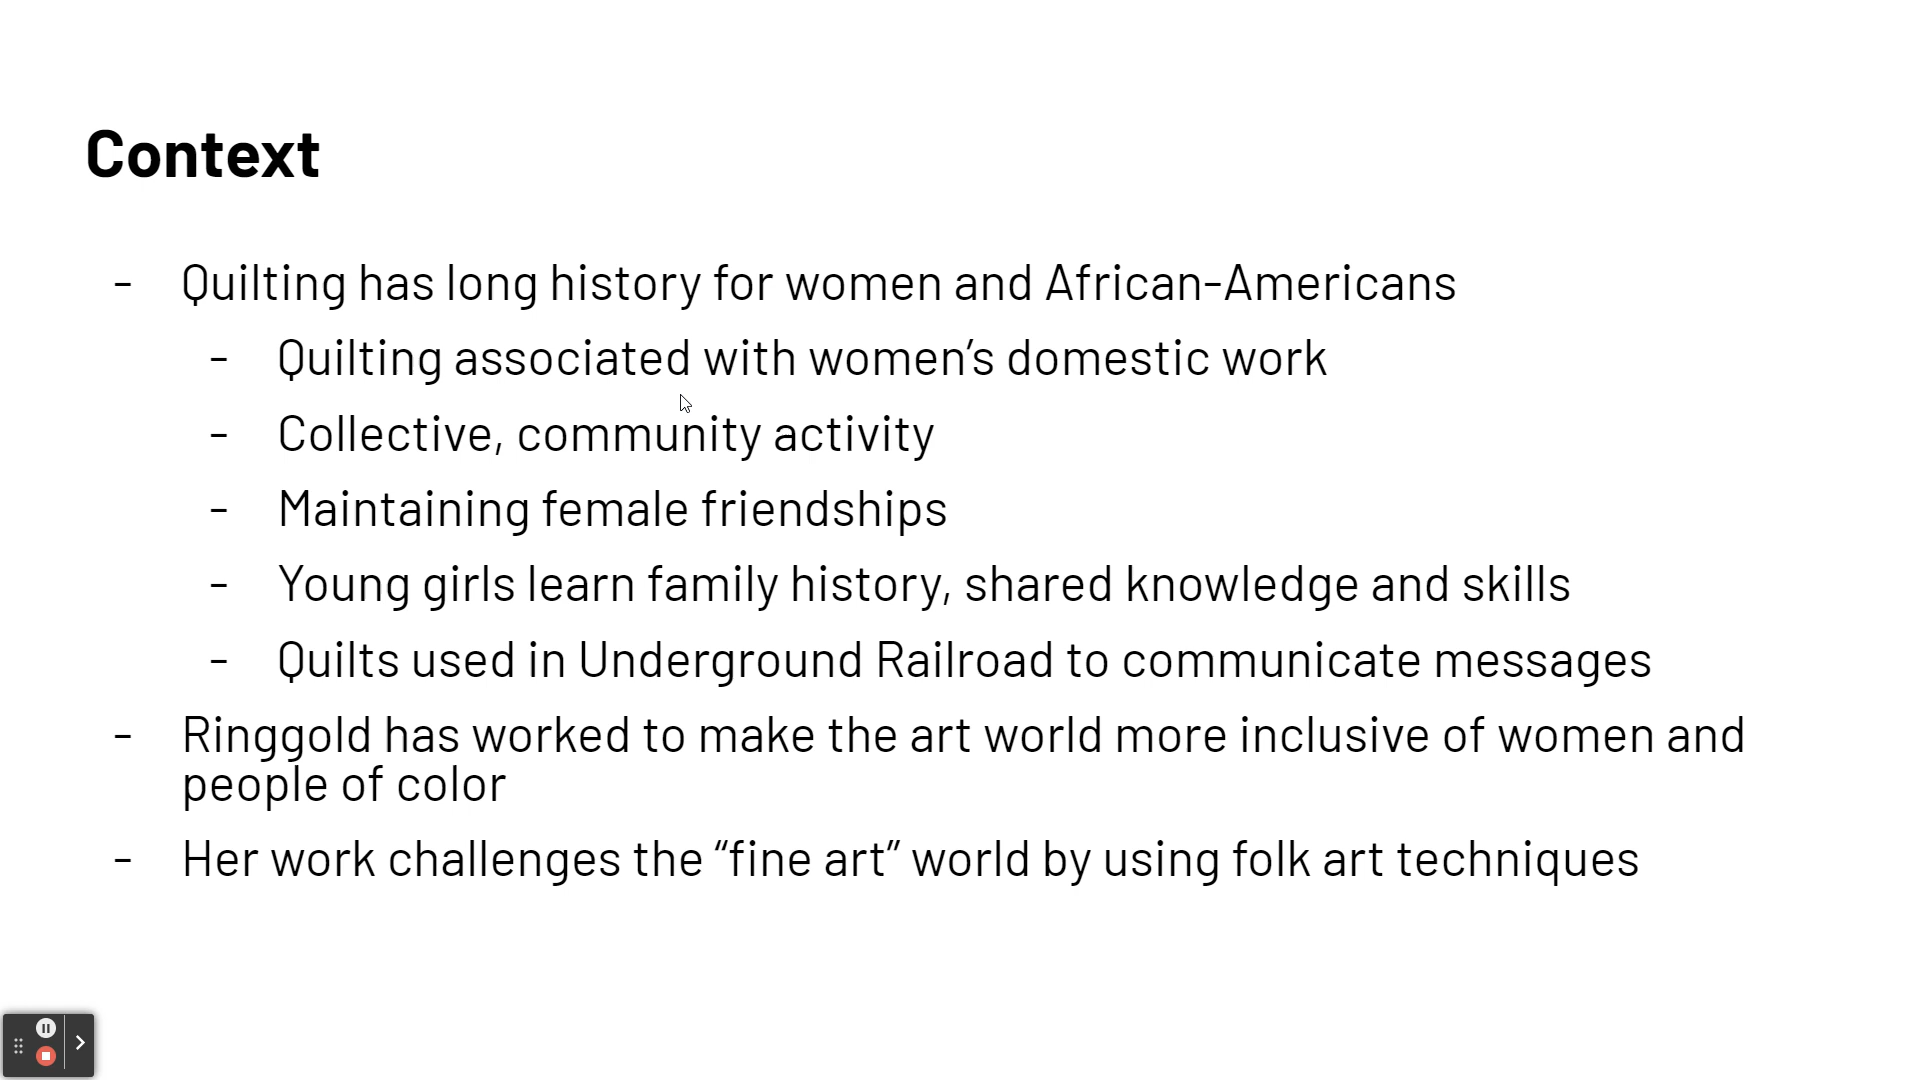 Context
- Quilting has long history for women and African-Americans
- Quilting associated with women’s domestic work
- Collective, community activity
- Maintaining female friendships
- Young girls learn family history, shared knowledge and skills
- Quilts used in Underground Railroad to communicate messages
- Ringgold has worked to make the art world more inclusive of women and
people of color
- Her work challenges the “fine art” world by using folk art techniques